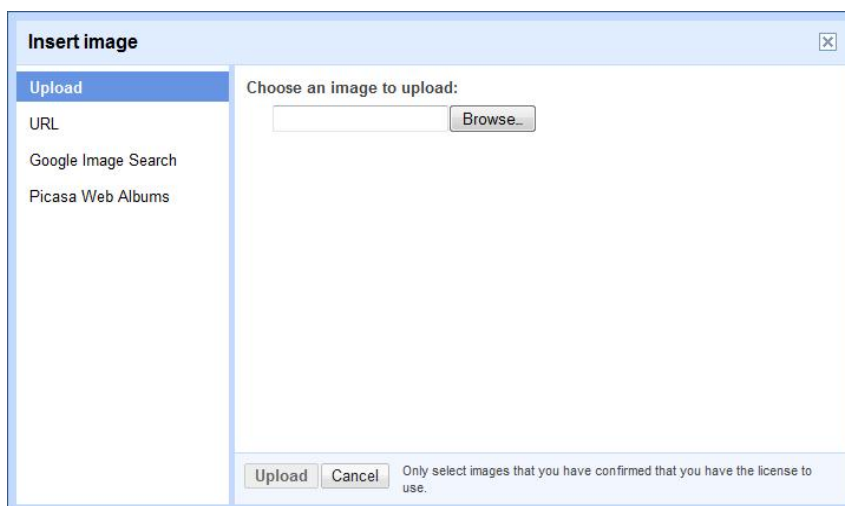 Insert image
Upload
URL
Google Image Search
Picasa Web Albums
Choose an image to upload:
Browse...
Upload
Cancel
Only select images that you have confirmed that you have the license to
use.